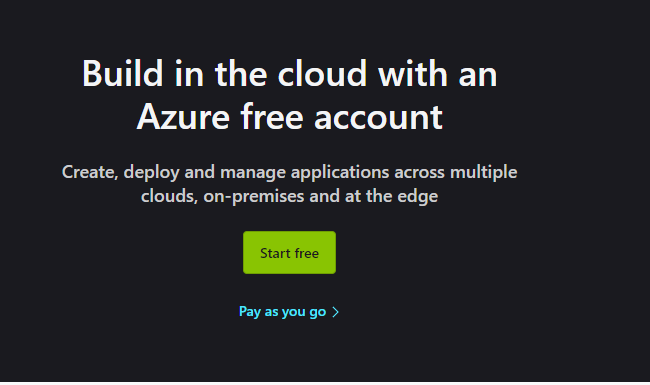 Build in the cloud with an
Azure free account
Create, deploy and manage applications across multiple
clouds, on-premises and at the edge
Start free
Pay as you go